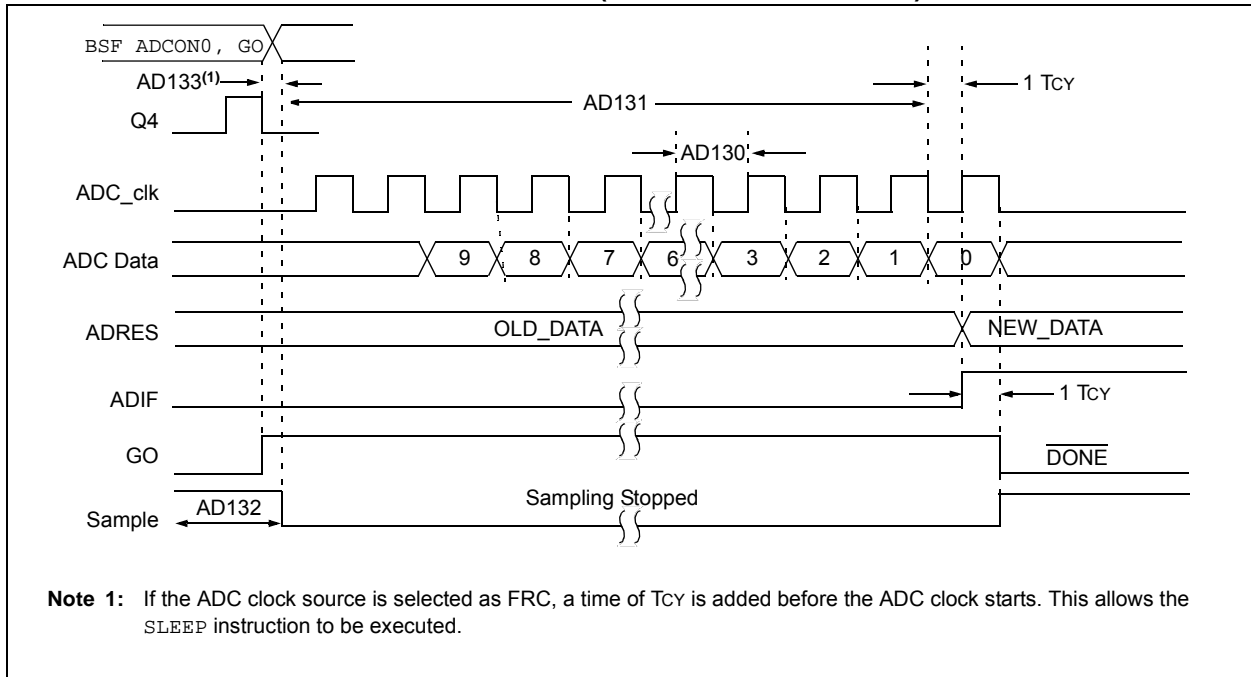 BSF ADCON0, GO
AD133(1)
1 TCY
AD131
Q4
AD130
ADC_clk
ADC Data 9 8 7 6 3 2 1 0
ADRES OLD_DATA NEW_DATA
ADIF 1 TCY
GO DONE
Sample AD132 Sampling Stopped
Note 1: If the ADC clock source is selected as FRC, a time of TCY is added before the ADC clock starts. This allows the
SLEEP instruction to be executed.